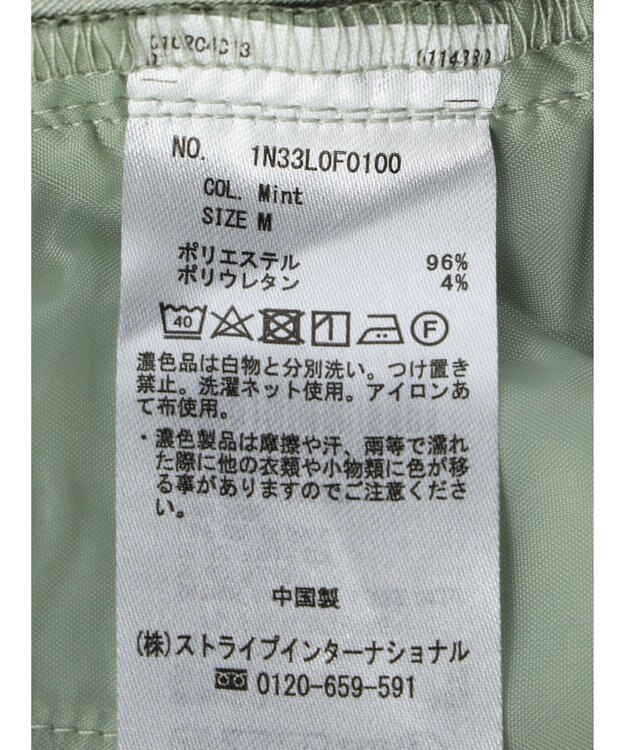 NO. 1N33L0F0100
COL. Mint
SIZE M
ポリエステル 96%
ポリウレタン 4%
40 F
濃色品は白物と分別洗い。つけ置き
禁止。洗濯ネット使用。アイロンあ
て布使用。
・濃色製品は摩擦や汗、雨等で濡れ
た際に他の衣類や小物類に色が移
る事がありますのでご注意くださ
い。
中国製
(株)ストライプインターナショナル
0120-659-591